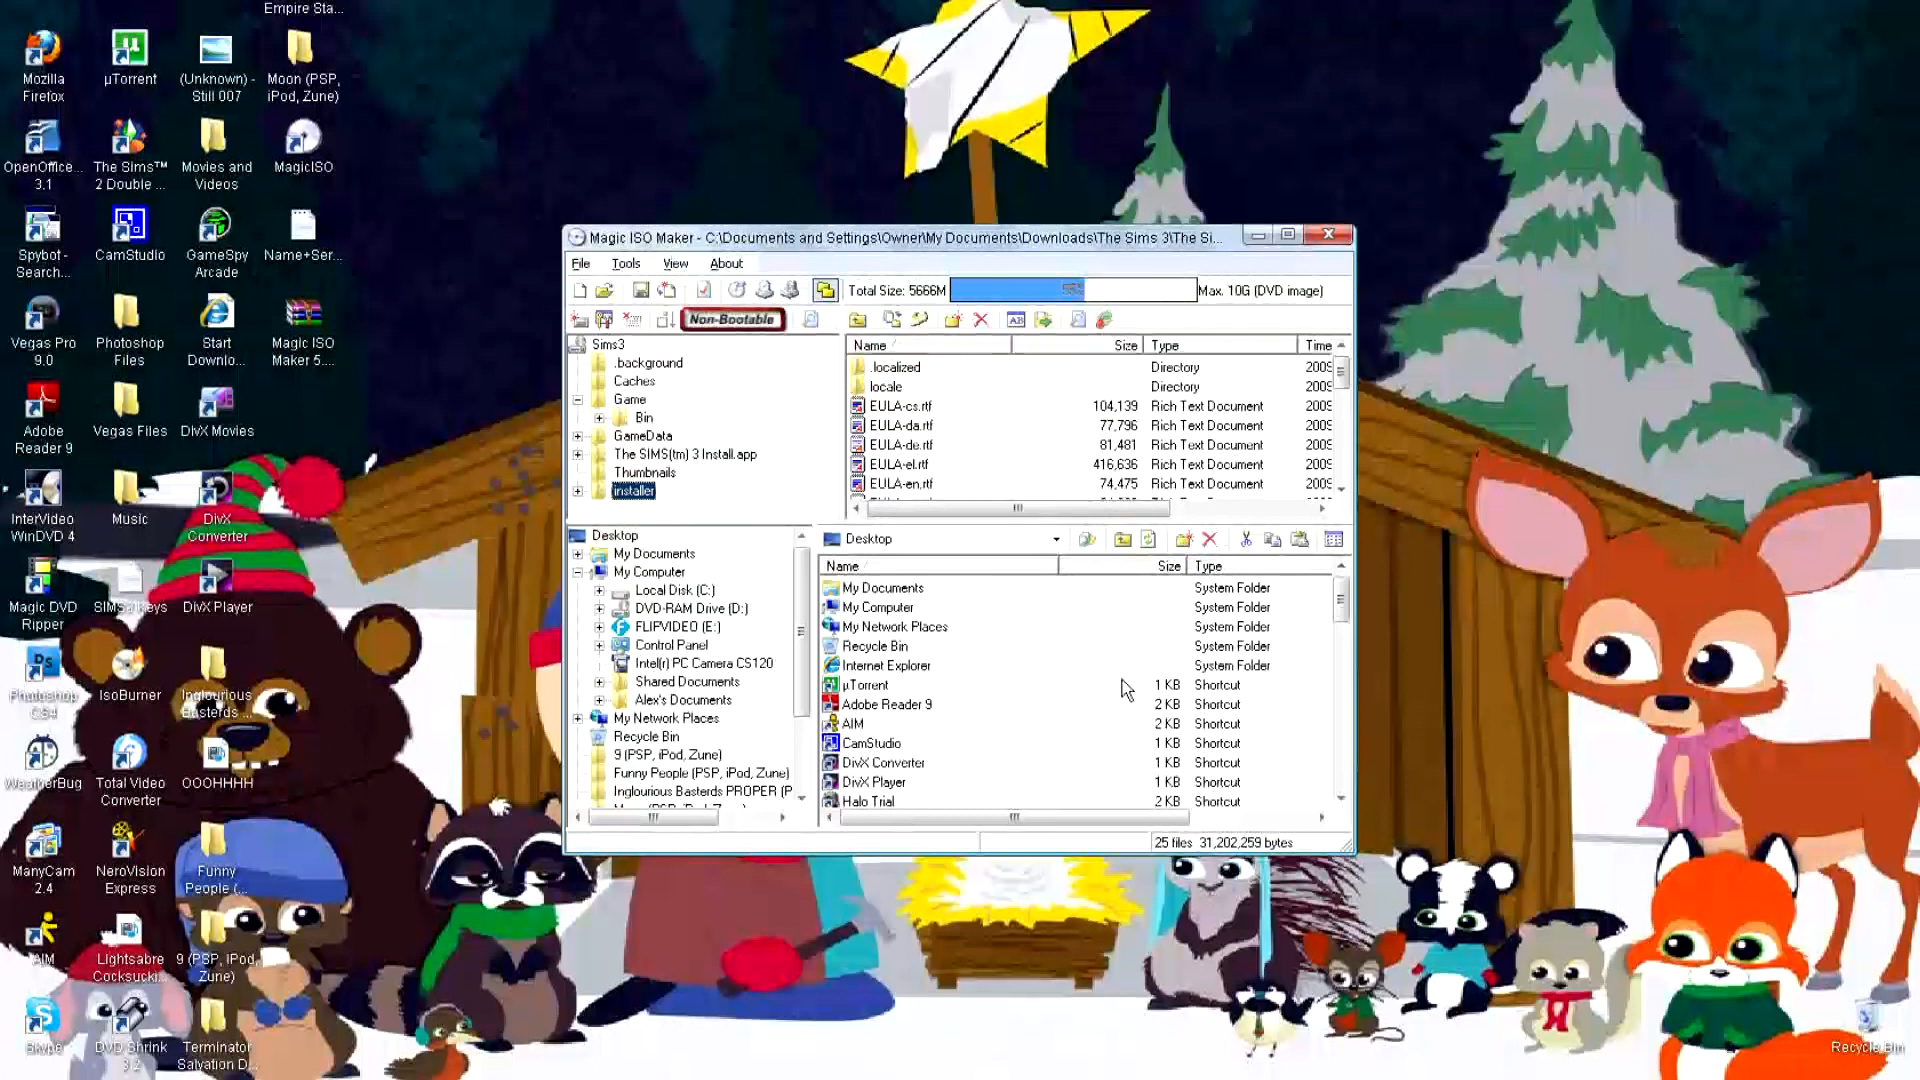 Empire Sta...
Mozilla Firefox
µTorrent
(Unknown) - Still 007
Moon (PSP, iPod, Zune)
OpenOffice... 3.1
The Sims™ 2 Double ...
Movies and Videos
MagicISO
Spybot - Search...
CamStudio
GameSpy Arcade
Name+Ser...
Vegas Pro 9.0
Photoshop Files
Start Downlo...
Magic ISO Maker 5....
Adobe Reader 9
Vegas Files
DivX Movies
InterVideo WinDVD 4
Music
DivX Converter
Magic DVD Ripper
DivX Player
Photoshop CS4
IsoBurner
Inglourious Basterds ...
WeatherBug
Total Video Converter
OOOHHHH
ManyCam 2.4
NeroVision Express
Funny People (...
AIM
Lightsabre Cocksucki...
9 (PSP, iPod, Zune)
Skype
DVD Shrink 3.2
Terminator Salvation D...
Recycle Bin
Magic ISO Maker - C:\Documents and Settings\Owner\My Documents\Downloads\The Sims 3\The Si...
File Tools View About
Total Size: 5666M
Max. 10G (DVD image)
Non-Bootable
Sims3
.background
Caches
Game
Bin
GameData
The SIMS(tm) 3 Install.app
Thumbnails
installer
Name Size Type Time
.localized Directory 2009
locale Directory 2009
EULA-cs.rtf 104,139 Rich Text Document 2009
EULA-da.rtf 77,796 Rich Text Document 2009
EULA-de.rtf 81,481 Rich Text Document 2009
EULA-el.rtf 416,636 Rich Text Document 2009
EULA-en.rtf 74,475 Rich Text Document 2009
Desktop
My Documents
My Computer
Local Disk (C:)
DVD-RAM Drive (D:)
FLIPVIDEO (E:)
Control Panel
Intel(r) PC Camera CS120
Shared Documents
Alex's Documents
My Network Places
Recycle Bin
9 (PSP, iPod, Zune)
Funny People (PSP, iPod, Zune)
Inglourious Basterds PROPER (P
Desktop
Name Size Type
My Documents System Folder
My Computer System Folder
My Network Places System Folder
Recycle Bin System Folder
Internet Explorer System Folder
µTorrent 1 KB Shortcut
Adobe Reader 9 2 KB Shortcut
AIM 2 KB Shortcut
CamStudio 1 KB Shortcut
DivX Converter 1 KB Shortcut
DivX Player 1 KB Shortcut
Halo Trial 2 KB Shortcut
25 files 31,202,259 bytes